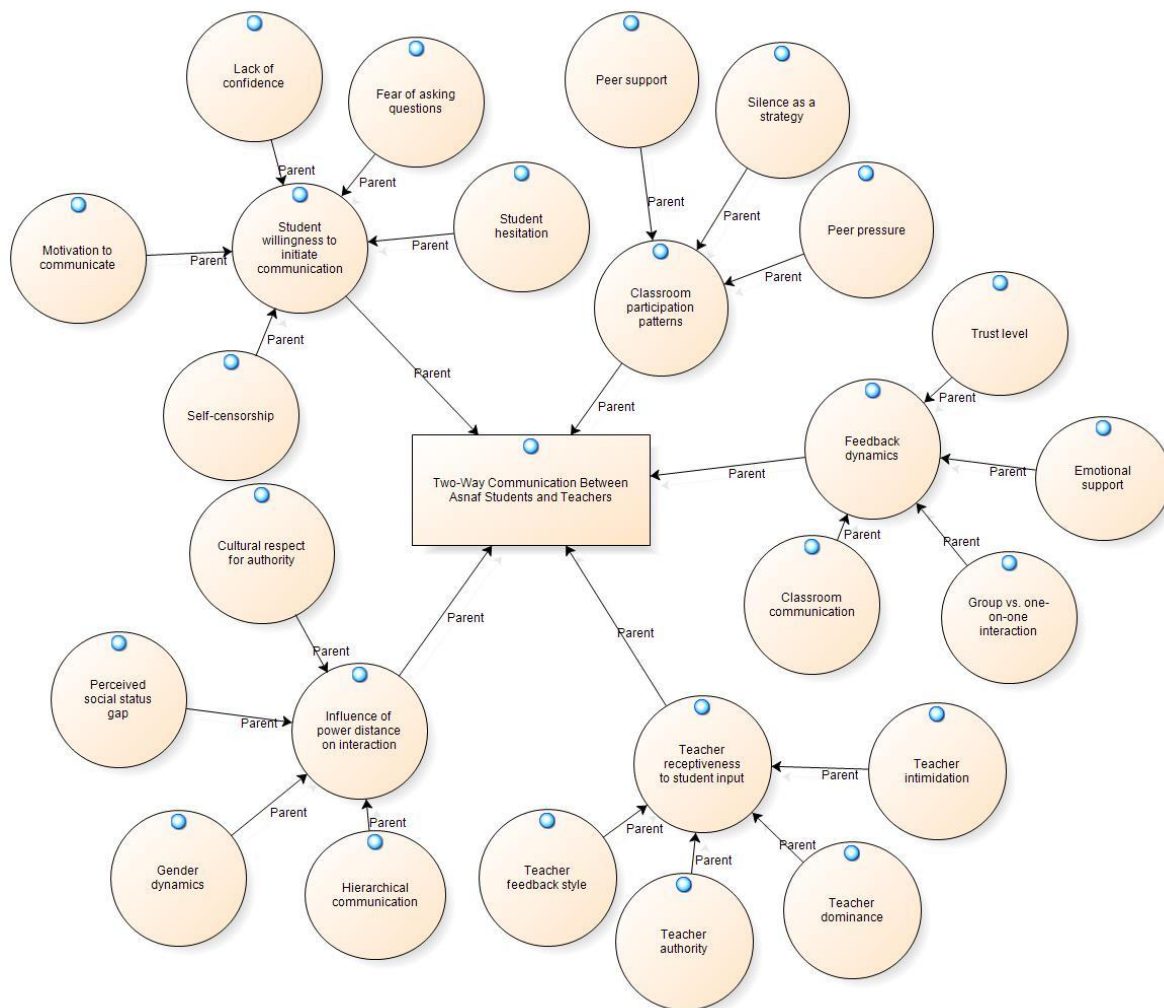 Lack of
confidence
Fear of asking
questions
Peer support
Silence as a
strategy
Parent
Parent
Motivation to
communicate
Parent
Student
willingness to
initiate
communication
Parent
Student
hesitation
Parent
Parent
Peer pressure
Parent
Classroom
participation
patterns
Parent
Self-censorship
Parent
Parent
Trust level
Parent
Feedback
dynamics
Parent
Emotional
support
Two-Way Communication Between
Asnaf Students and Teachers
Parent
Cultural respect
for authority
Parent
Parent
Classroom
communication
Group vs. one-
on-one
interaction
Parent
Parent
Parent
Perceived
social status
gap
Parent
Influence of
power distance
on interaction
Teacher
receptiveness
to student input
Teacher
intimidation
Parent
Parent
Parent
Parent
Parent
Parent
Gender
dynamics
Hierarchical
communication
Teacher
feedback style
Teacher
authority
Teacher
dominance